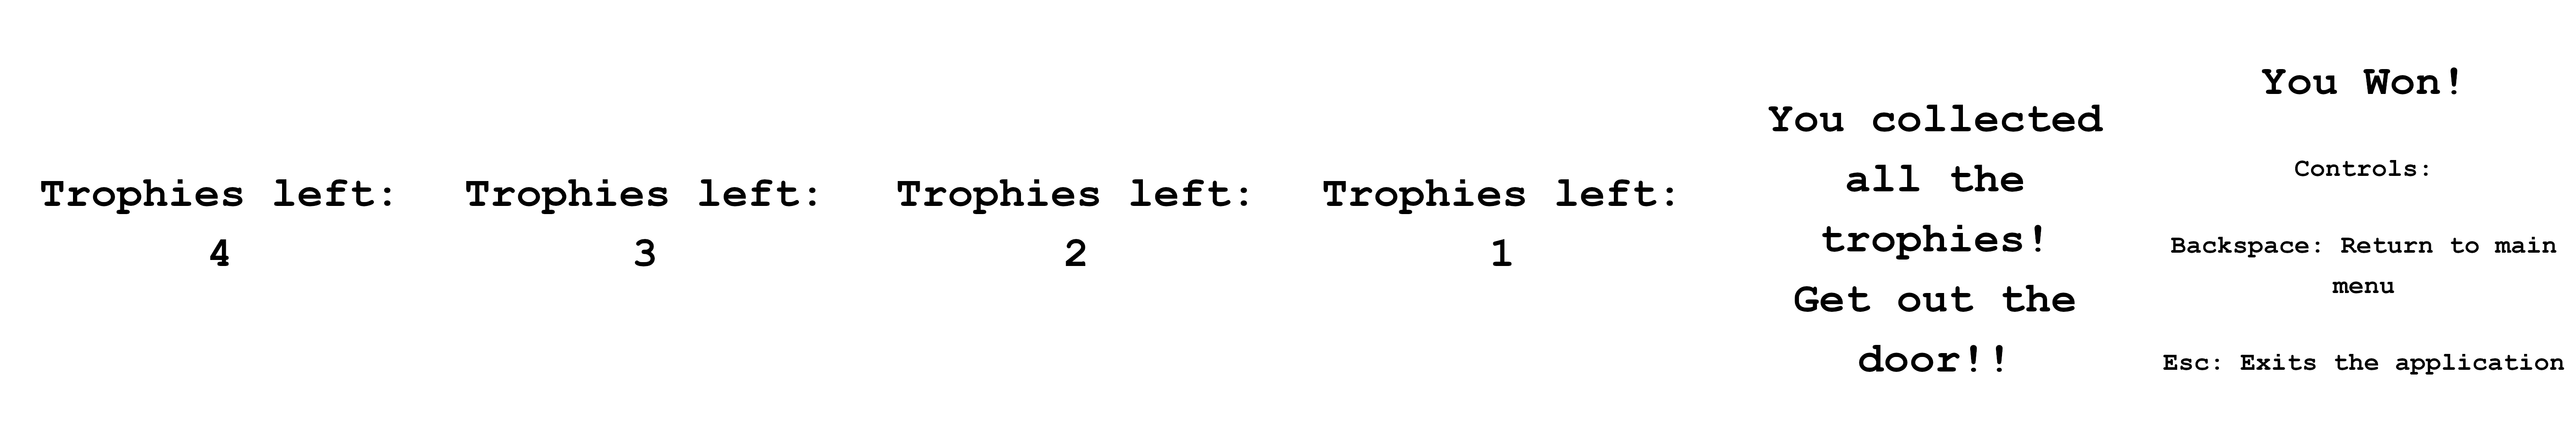 Trophies left:
4
Trophies left:
3
Trophies left:
2
Trophies left:
1
You collected
all the
trophies!
Get out the
door!!
You Won!
Controls:
Backspace: Return to main
menu
Esc: Exits the application